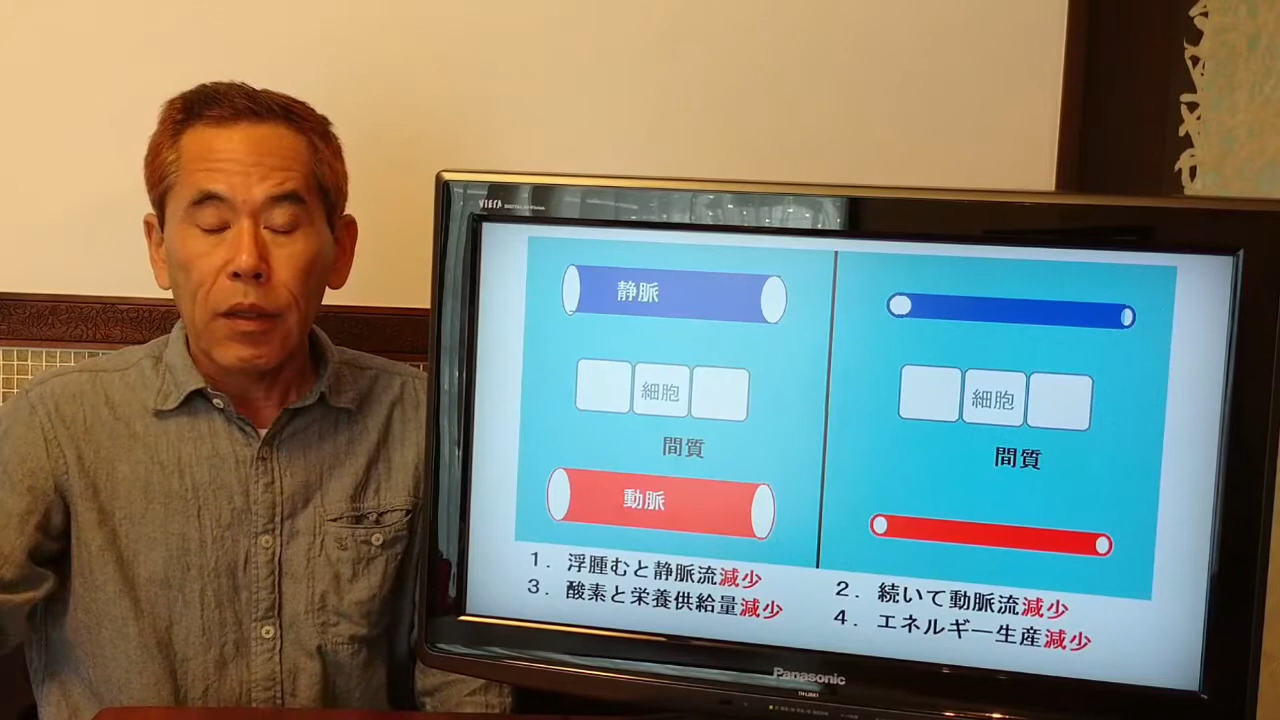 VIERA
静脈
細胞
間質
動脈
細胞
間質
1．浮腫むと静脈流減少
2．続いて動脈流減少
3．酸素と栄養供給量減少
4．エネルギー生産減少
Panasonic